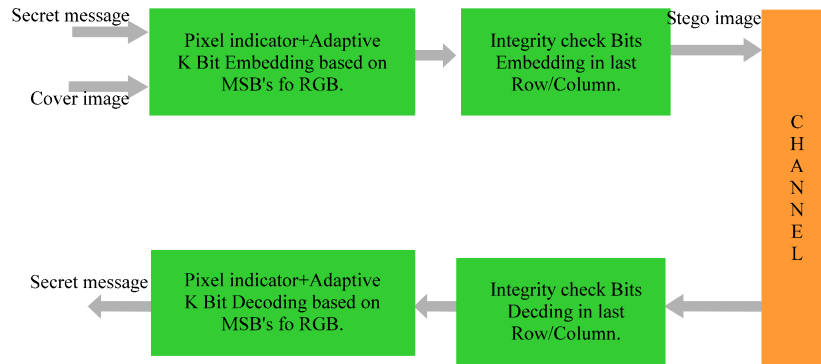 Secret message
Cover image
Pixel indicator+Adaptive
K Bit Embedding based on
MSB's fo RGB.
Integrity check Bits
Embedding in last
Row/Column.
Stego image
C
H
A
N
N
E
L
Secret message
Pixel indicator+Adaptive
K Bit Decoding based on
MSB's fo RGB.
Integrity check Bits
Decding in last
Row/Column.